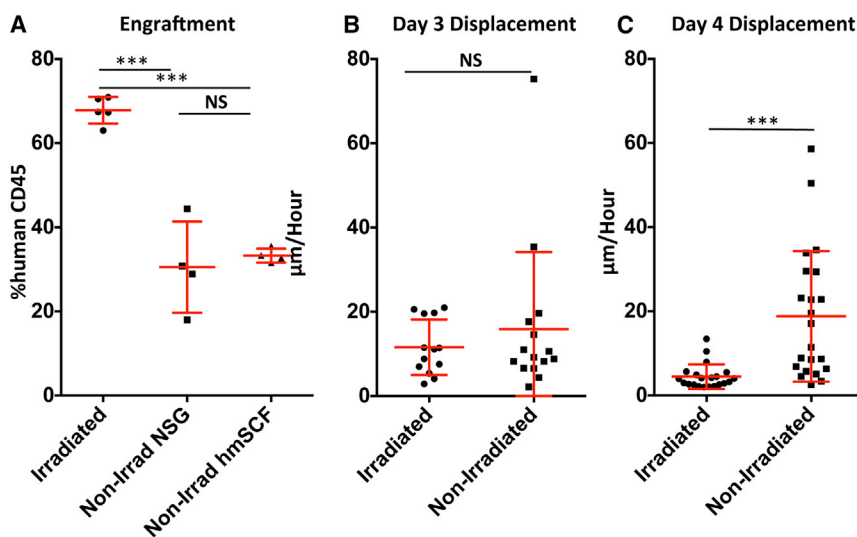 A Engraftment
80
60
40
20
0
%human CD45
***
***
NS
Irradiated
Non-Irrad NSG
Non-Irrad hmSCF
B Day 3 Displacement
80
60
40
20
0
μm/Hour
NS
Irradiated
Non-Irradiated
C Day 4 Displacement
80
60
40
20
0
μm/Hour
***
Irradiated
Non-Irradiated